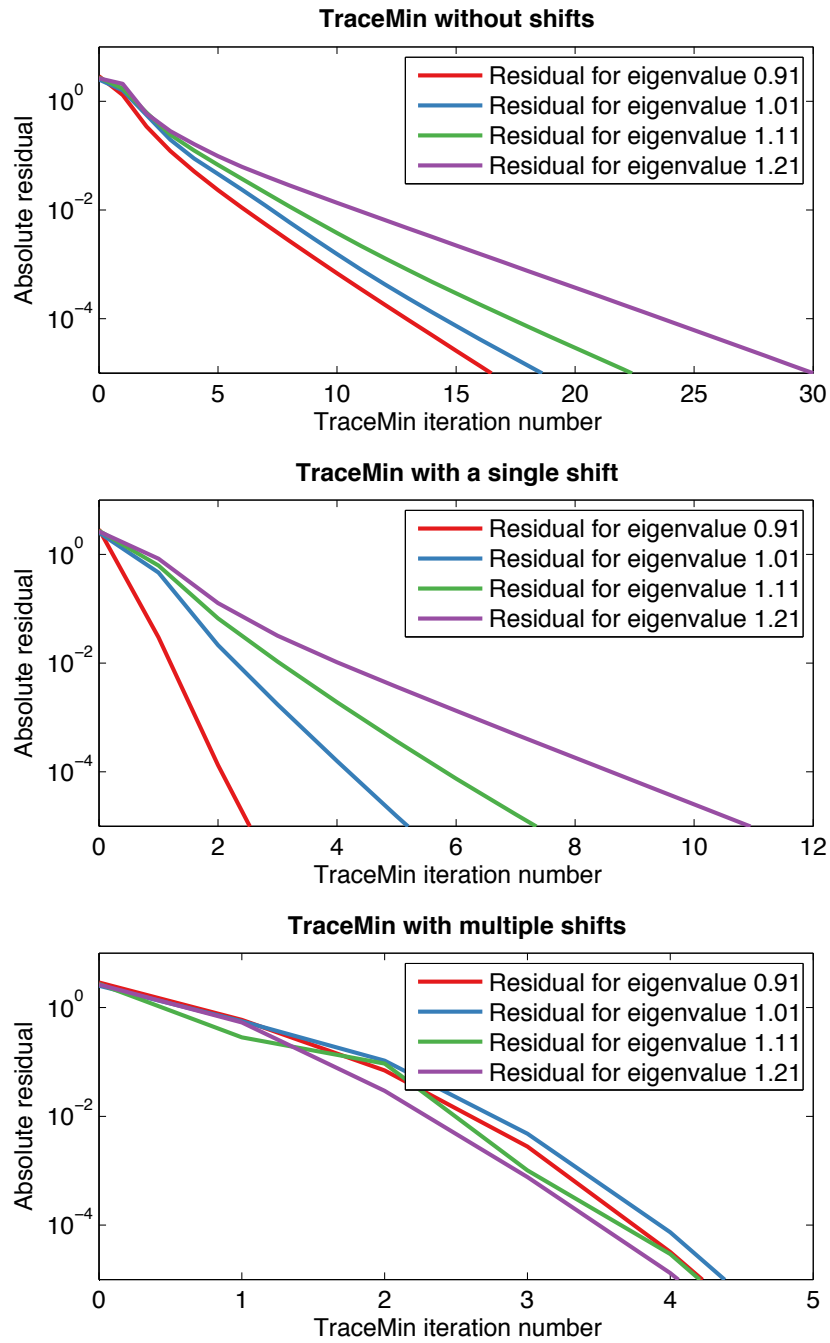 TraceMin without shifts
Absolute residual
10^0
10^-2
10^-4
Residual for eigenvalue 0.91
Residual for eigenvalue 1.01
Residual for eigenvalue 1.11
Residual for eigenvalue 1.21
0 5 10 15 20 25 30
TraceMin iteration number
TraceMin with a single shift
Absolute residual
10^0
10^-2
10^-4
Residual for eigenvalue 0.91
Residual for eigenvalue 1.01
Residual for eigenvalue 1.11
Residual for eigenvalue 1.21
0 2 4 6 8 10 12
TraceMin iteration number
TraceMin with multiple shifts
Absolute residual
10^0
10^-2
10^-4
Residual for eigenvalue 0.91
Residual for eigenvalue 1.01
Residual for eigenvalue 1.11
Residual for eigenvalue 1.21
0 1 2 3 4 5
TraceMin iteration number